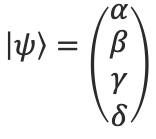 |ψ⟩ = (α
β
γ
δ)